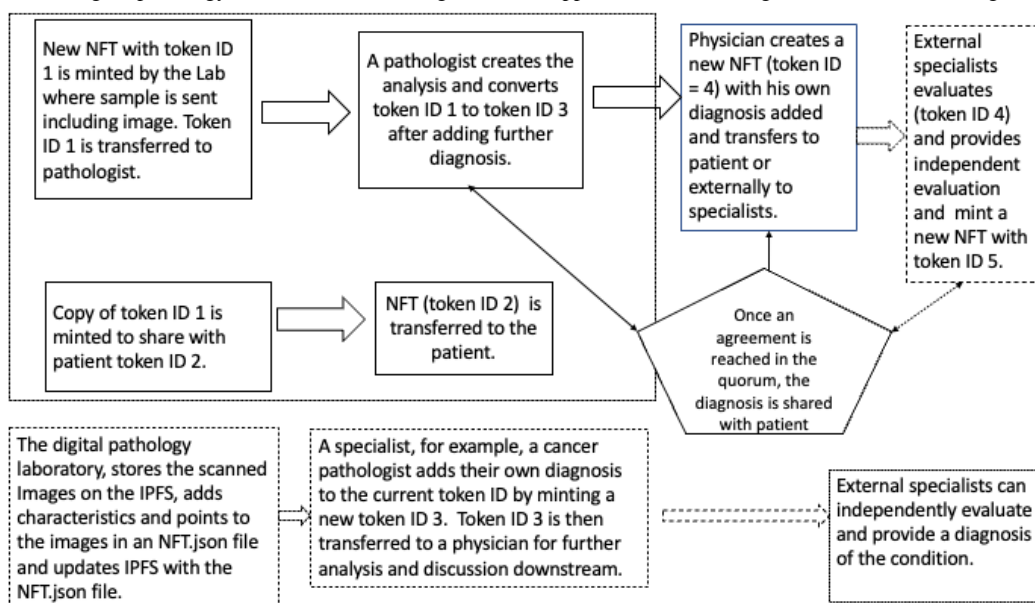 New NFT with token ID
1 is minted by the Lab
where sample is sent
including image. Token
ID 1 is transferred to
pathologist.
A pathologist creates the
analysis and converts
token ID 1 to token ID 3
after adding further
diagnosis.
Physician creates a
new NFT (token ID
= 4) with his own
diagnosis added
and transfers to
patient or
externally to
specialists.
External
specialists
evaluates
(token ID 4)
and provides
independent
evaluation
and mint a
new NFT with
token ID 5.
Copy of token ID 1 is
minted to share with
patient token ID 2.
NFT (token ID 2) is
transferred to the
patient.
Once an
agreement is
reached in the
quorum, the
diagnosis is shared
with patient
The digital pathology
laboratory, stores the scanned
Images on the IPFS, adds
characteristics and points to
the images in an NFT.json file
and updates IPFS with the
NFT.json file.
A specialist, for example, a cancer
pathologist adds their own diagnosis
to the current token ID by minting a
new token ID 3. Token ID 3 is then
transferred to a physician for further
analysis and discussion downstream.
External specialists can
independently evaluate
and provide a diagnosis
of the condition.